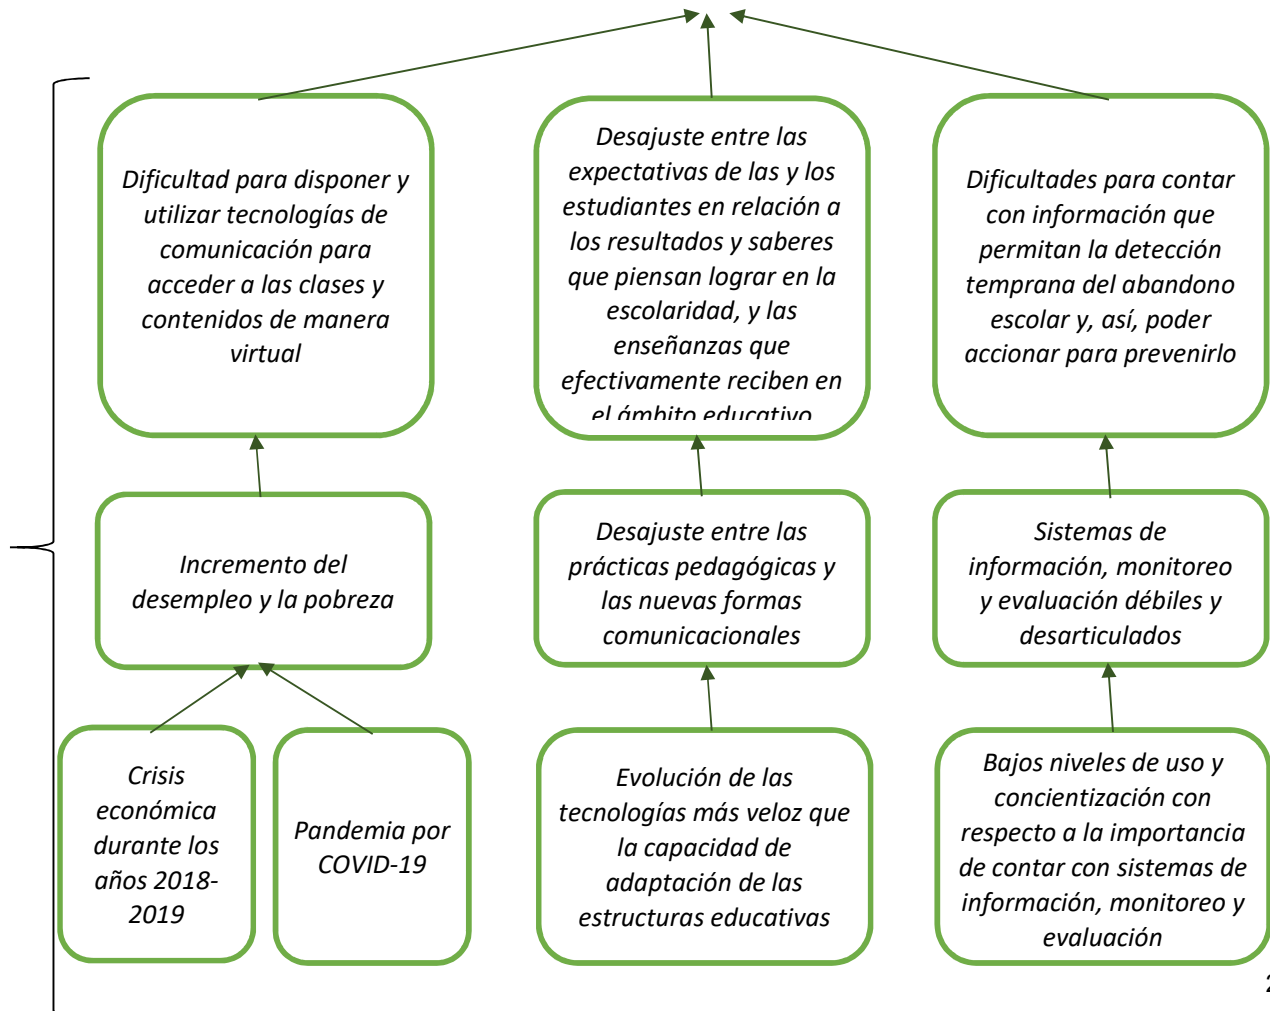 Dificultad para disponer y
utilizar tecnologías de
comunicación para
acceder a las clases y
contenidos de manera
virtual
Desajuste entre las
expectativas de las y los
estudiantes en relación a
los resultados y saberes
que piensan lograr en la
escolaridad, y las
enseñanzas que
efectivamente reciben en
el ámbito educativo
Dificultades para contar
con información que
permitan la detección
temprana del abandono
escolar y, así, poder
accionar para prevenirlo
Incremento del
desempleo y la pobreza
Desajuste entre las
prácticas pedagógicas y
las nuevas formas
comunicacionales
Sistemas de
información, monitoreo
y evaluación débiles y
desarticulados
Crisis
económica
durante los
años 2018-
2019
Pandemia por
COVID-19
Evolución de las
tecnologías más veloz que
la capacidad de
adaptación de las
estructuras educativas
Bajos niveles de uso y
concientización con
respecto a la importancia
de contar con sistemas de
información, monitoreo y
evaluación